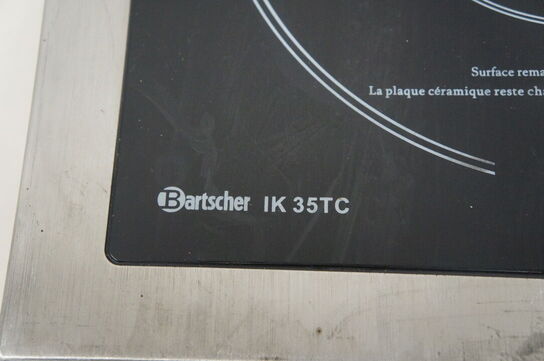 Surface rema
La plaque céramique reste cha
Bartscher IK 35TC